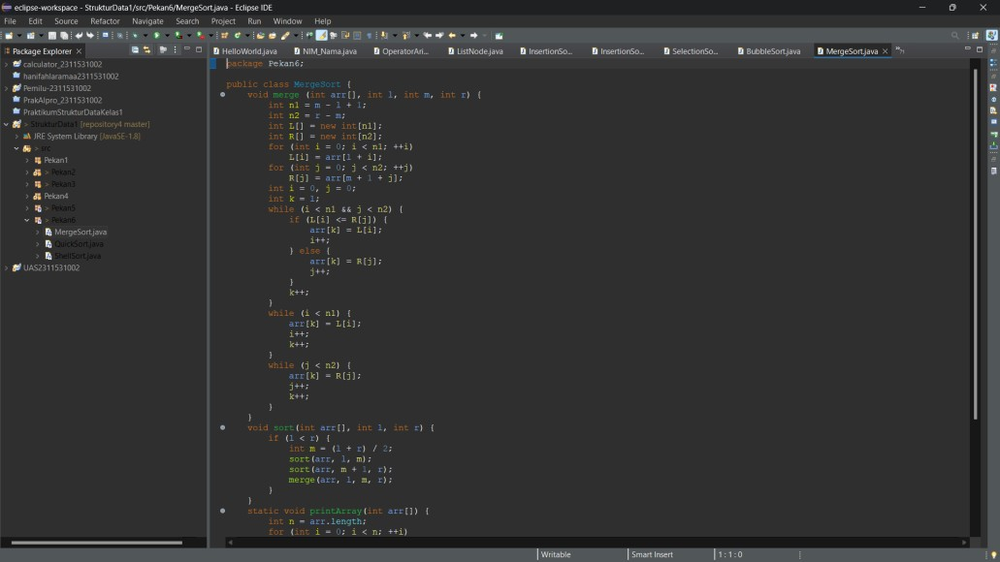 eclipse-workspace - StrukturData1/src/Pekan6/MergeSort.java - Eclipse IDE
File Edit Source Refactor Navigate Search Project Run Window Help
Package Explorer
HelloWorld.java NIM_Nama.java OperatorAri... ListNode.java InsertionSo... InsertionSo... SelectionSo... BubbleSort.java MergeSort.java
calculator_2311531002
hanifahlaramaa2311531002
Pemilu-2311531002
PrakAlpro_2311531002
PraktikumStrukturDataKelas1
> StrukturData1 [repository4 master]
JRE System Library [JavaSE-1.8]
> src
Pekan1
> Pekan2
> Pekan3
Pekan4
> Pekan5
> Pekan6
MergeSort.java
QuickSort.java
ShellSort.java
UAS2311531002
package Pekan6;
public class MergeSort {
void merge (int arr[], int l, int m, int r) {
int n1 = m - l + 1;
int n2 = r - m;
int L[] = new int[n1];
int R[] = new int[n2];
for (int i = 0; i < n1; ++i)
L[i] = arr[l + i];
for (int j = 0; j < n2; ++j)
R[j] = arr[m + 1 + j];
int i = 0, j = 0;
int k = l;
while (i < n1 && j < n2) {
if (L[i] <= R[j]) {
arr[k] = L[i];
i++;
} else {
arr[k] = R[j];
j++;
}
k++;
}
while (i < n1) {
arr[k] = L[i];
i++;
k++;
}
while (j < n2) {
arr[k] = R[j];
j++;
k++;
}
}
void sort(int arr[], int l, int r) {
if (l < r) {
int m = (l + r) / 2;
sort(arr, l, m);
sort(arr, m + 1, r);
merge(arr, l, m, r);
}
}
static void printArray(int arr[]) {
int n = arr.length;
for (int i = 0; i < n; ++i)
Writable Smart Insert 1 : 1 : 0